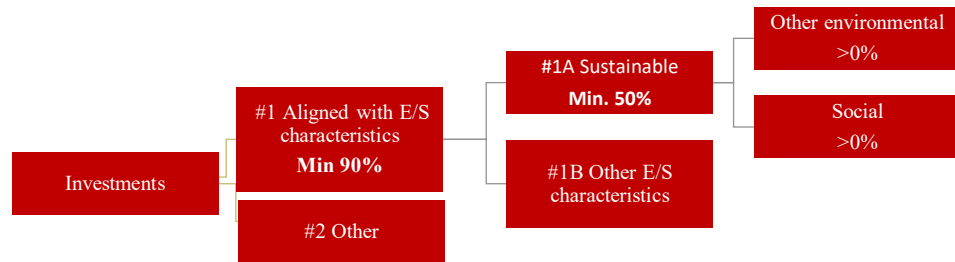 Investments
#1 Aligned with E/S
characteristics
Min 90%
#2 Other
#1A Sustainable
Min. 50%
#1B Other E/S
characteristics
Other environmental
>0%
Social
>0%